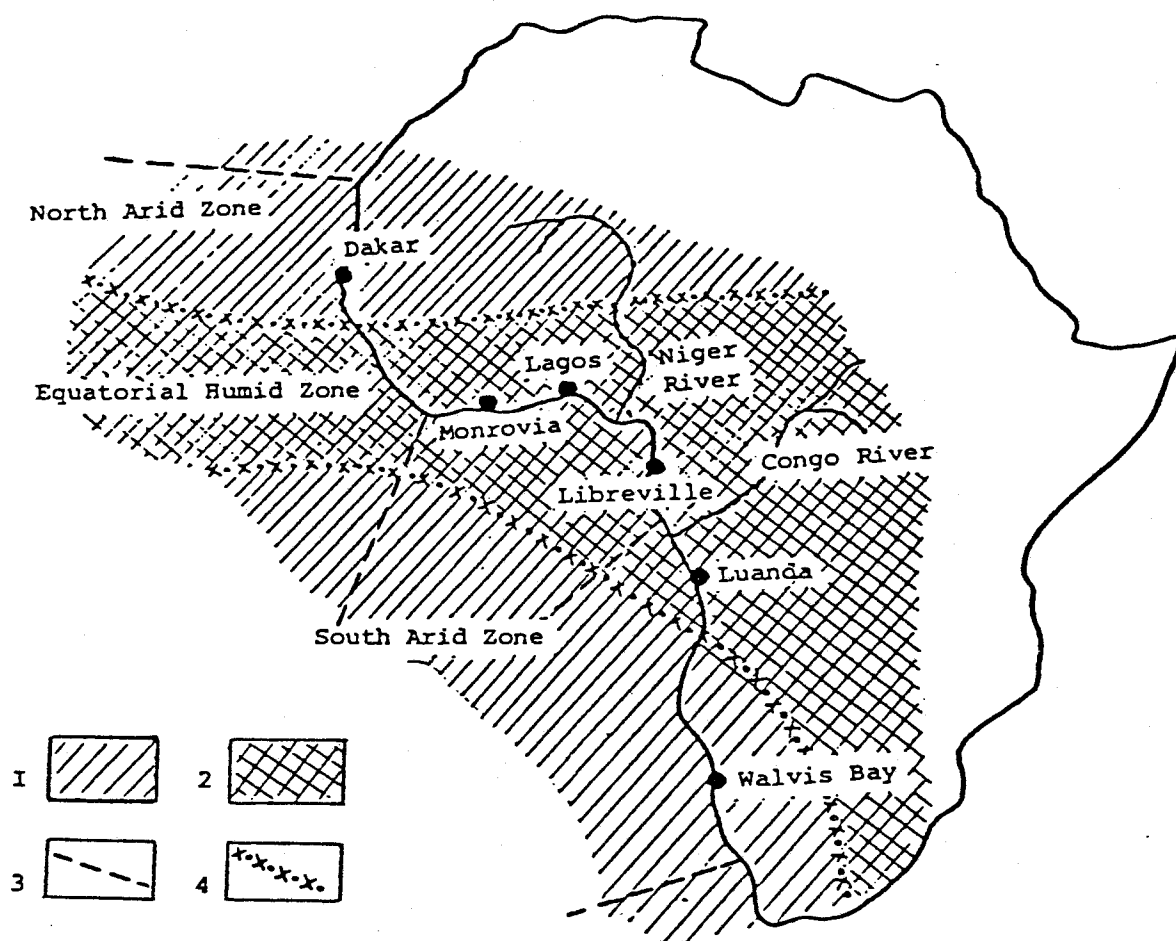 North Arid Zone
Dakar
Lagos
Niger
River
Equatorial Humid Zone
Monrovia
Congo River
Libreville
Luanda
South Arid Zone
Walvis Bay
I
2
3
4